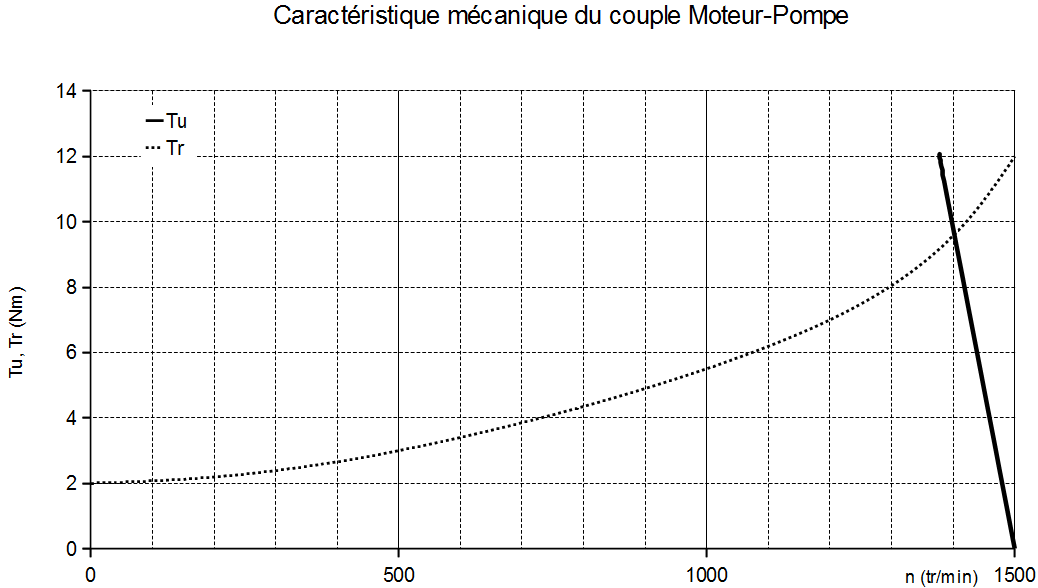 Caractéristique mécanique du couple Moteur-Pompe
14
Tu
Tr
12
10
8
6
4
2
0
Tu, Tr (Nm)
0
500
1000
n (tr/min)
1500